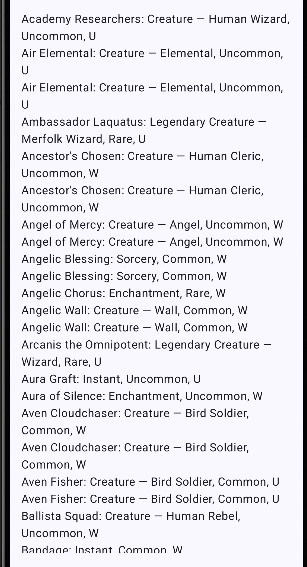 Academy Researchers: Creature — Human Wizard,
Uncommon, U
Air Elemental: Creature — Elemental, Uncommon,
U
Air Elemental: Creature — Elemental, Uncommon,
U
Ambassador Laquatus: Legendary Creature —
Merfolk Wizard, Rare, U
Ancestor's Chosen: Creature — Human Cleric,
Uncommon, W
Ancestor's Chosen: Creature — Human Cleric,
Uncommon, W
Angel of Mercy: Creature — Angel, Uncommon, W
Angel of Mercy: Creature — Angel, Uncommon, W
Angelic Blessing: Sorcery, Common, W
Angelic Blessing: Sorcery, Common, W
Angelic Chorus: Enchantment, Rare, W
Angelic Wall: Creature — Wall, Common, W
Angelic Wall: Creature — Wall, Common, W
Arcanis the Omnipotent: Legendary Creature —
Wizard, Rare, U
Aura Graft: Instant, Uncommon, U
Aura of Silence: Enchantment, Uncommon, W
Aven Cloudchaser: Creature — Bird Soldier,
Common, W
Aven Cloudchaser: Creature — Bird Soldier,
Common, W
Aven Fisher: Creature — Bird Soldier, Common, U
Aven Fisher: Creature — Bird Soldier, Common, U
Ballista Squad: Creature — Human Rebel,
Uncommon, W
Bandage: Instant, Common, W